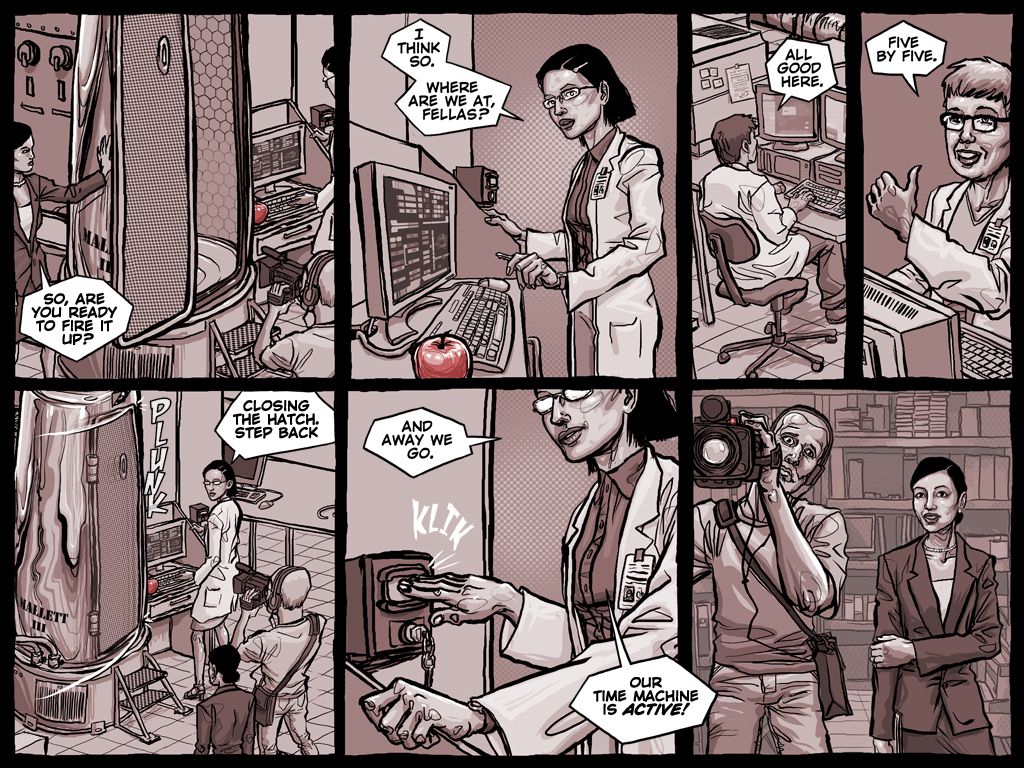 MALLETT
III
SO, ARE
YOU READY
TO FIRE IT
UP?
I
THINK
SO.
WHERE
ARE WE AT,
FELLAS?
ALL
GOOD
HERE.
FIVE
BY FIVE.
PLUNK
MALLETT
III
CLOSING
THE HATCH.
STEP BACK
AND
AWAY WE
GO.
KLIK
OUR
TIME MACHINE
IS ACTIVE!